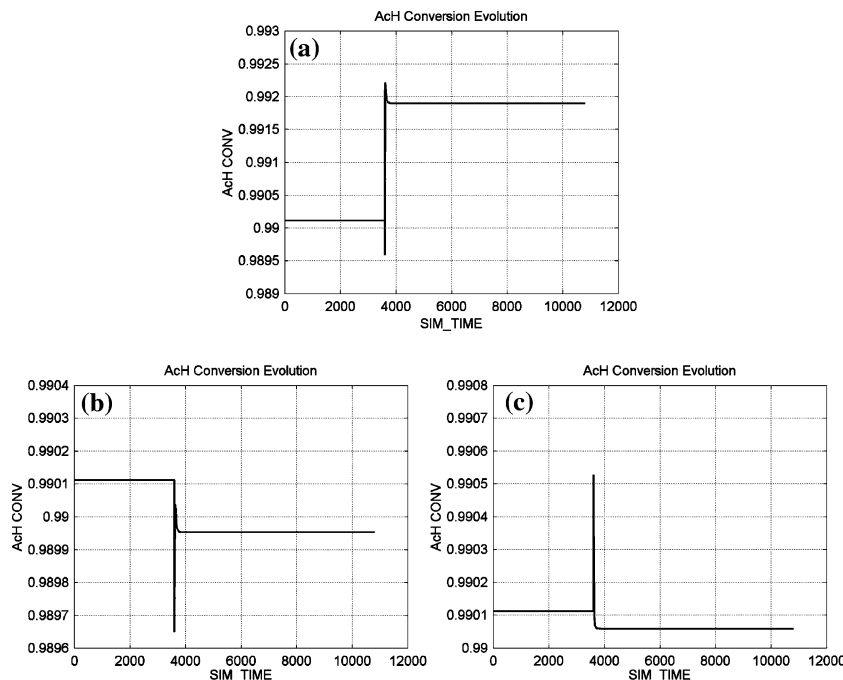 AcH Conversion Evolution
(a)
0.993
0.9925
0.992
0.9915
0.991
0.9905
0.99
0.9895
0.989
AcH CONV
0 2000 4000 6000 8000 10000 12000
SIM_TIME
AcH Conversion Evolution
(b)
0.9904
0.9903
0.9902
0.9901
0.99
0.9899
0.9898
0.9897
0.9896
AcH CONV
0 2000 4000 6000 8000 10000 12000
SIM_TIME
AcH Conversion Evolution
(c)
0.9908
0.9907
0.9906
0.9905
0.9904
0.9903
0.9902
0.9901
0.99
AcH CONV
0 2000 4000 6000 8000 10000 12000
SIM_TIME